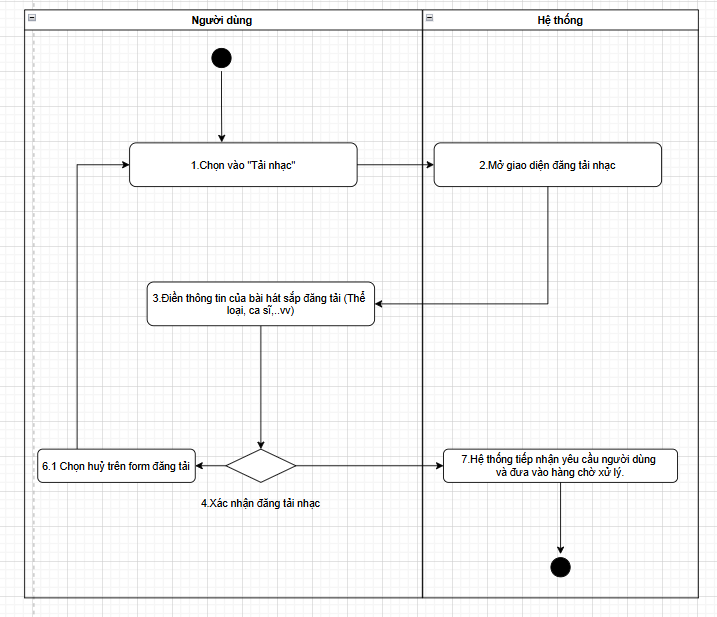 Người dùng
Hệ thống
1.Chọn vào "Tải nhạc"
2.Mở giao diện đăng tải nhạc
3.Điền thông tin của bài hát sắp đăng tải (Thể
loại, ca sĩ,..vv)
6.1 Chọn huỷ trên form đăng tải
7.Hệ thống tiếp nhận yêu cầu người dùng
và đưa vào hàng chờ xử lý.
4.Xác nhận đăng tải nhạc